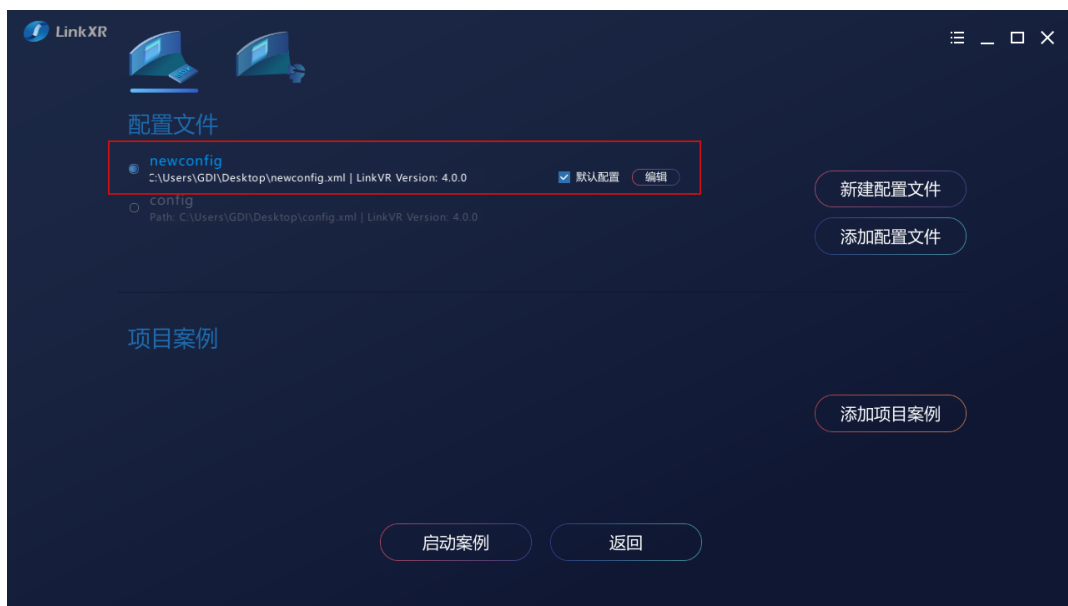 LinkXR
配置文件
newconfig
C:\Users\GDI\Desktop\newconfig.xml | LinkVR Version: 4.0.0
默认配置
编辑
新建配置文件
config
Path: C:\Users\GDI\Desktop\config.xml | LinkVR Version: 4.0.0
添加配置文件
项目案例
添加项目案例
启动案例
返回